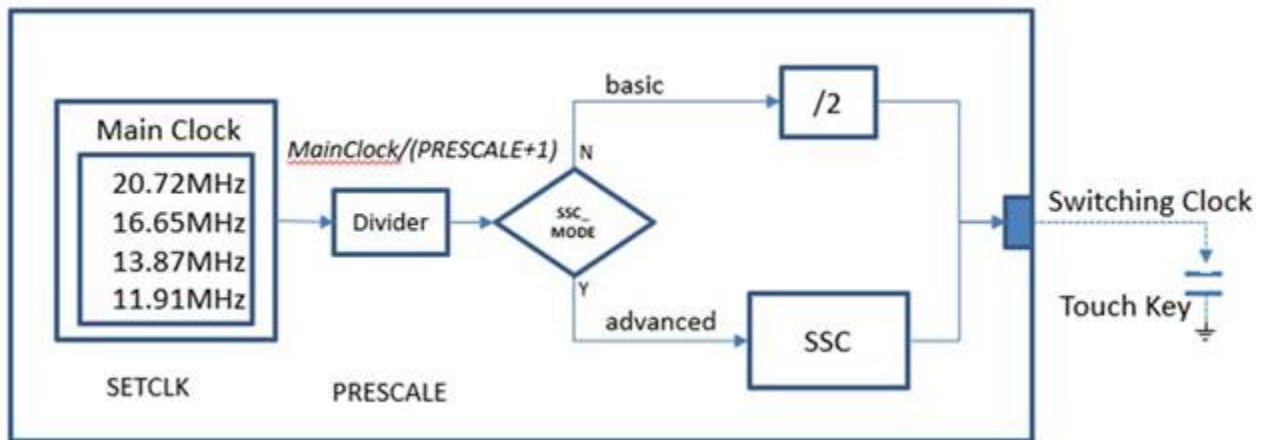 Main Clock
20.72MHz
16.65MHz
13.87MHz
11.91MHz
SETCLK
MainClock/(PRESCALE+1)
Divider
PRESCALE
N
SSC_
MODE
Y
basic
/2
advanced
SSC
Switching Clock
Touch Key